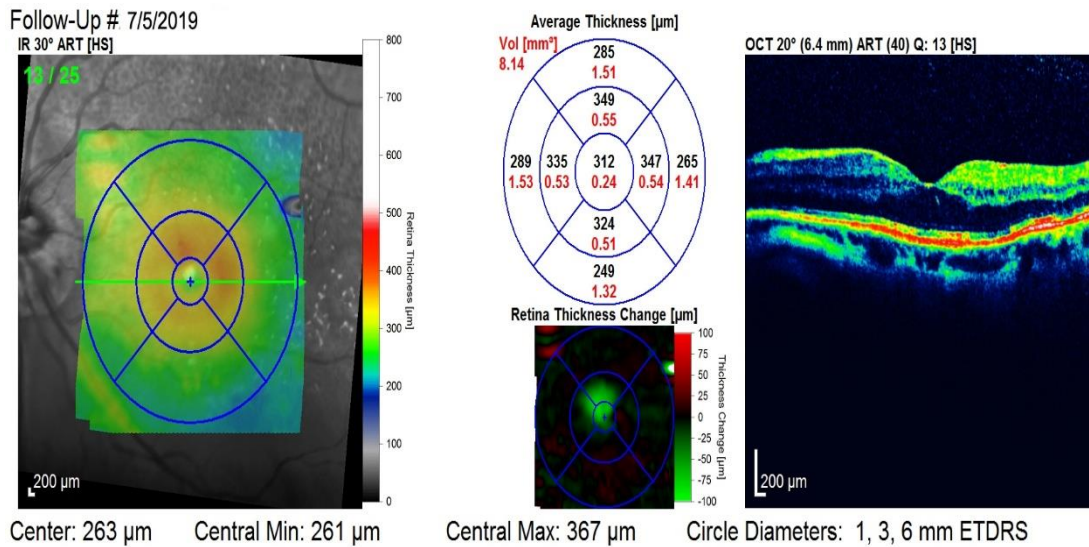 Follow-Up # 7/5/2019
IR 30° ART [HS]
13 / 25
800
700
600
500
400
300
200
100
0
Retina Thickness [µm]
200 µm
Average Thickness [µm]
Vol [mm³]
8.14
285
1.51
349
0.55
289 335 312 347 265
1.53 0.53 0.24 0.54 1.41
324
0.51
249
1.32
Retina Thickness Change [µm]
100
75
50
25
0
-25
-50
-75
-100
Thickness Change [µm]
OCT 20° (6.4 mm) ART (40) Q: 13 [HS]
200 µm
Center: 263 µm Central Min: 261 µm Central Max: 367 µm Circle Diameters: 1, 3, 6 mm ETDRS